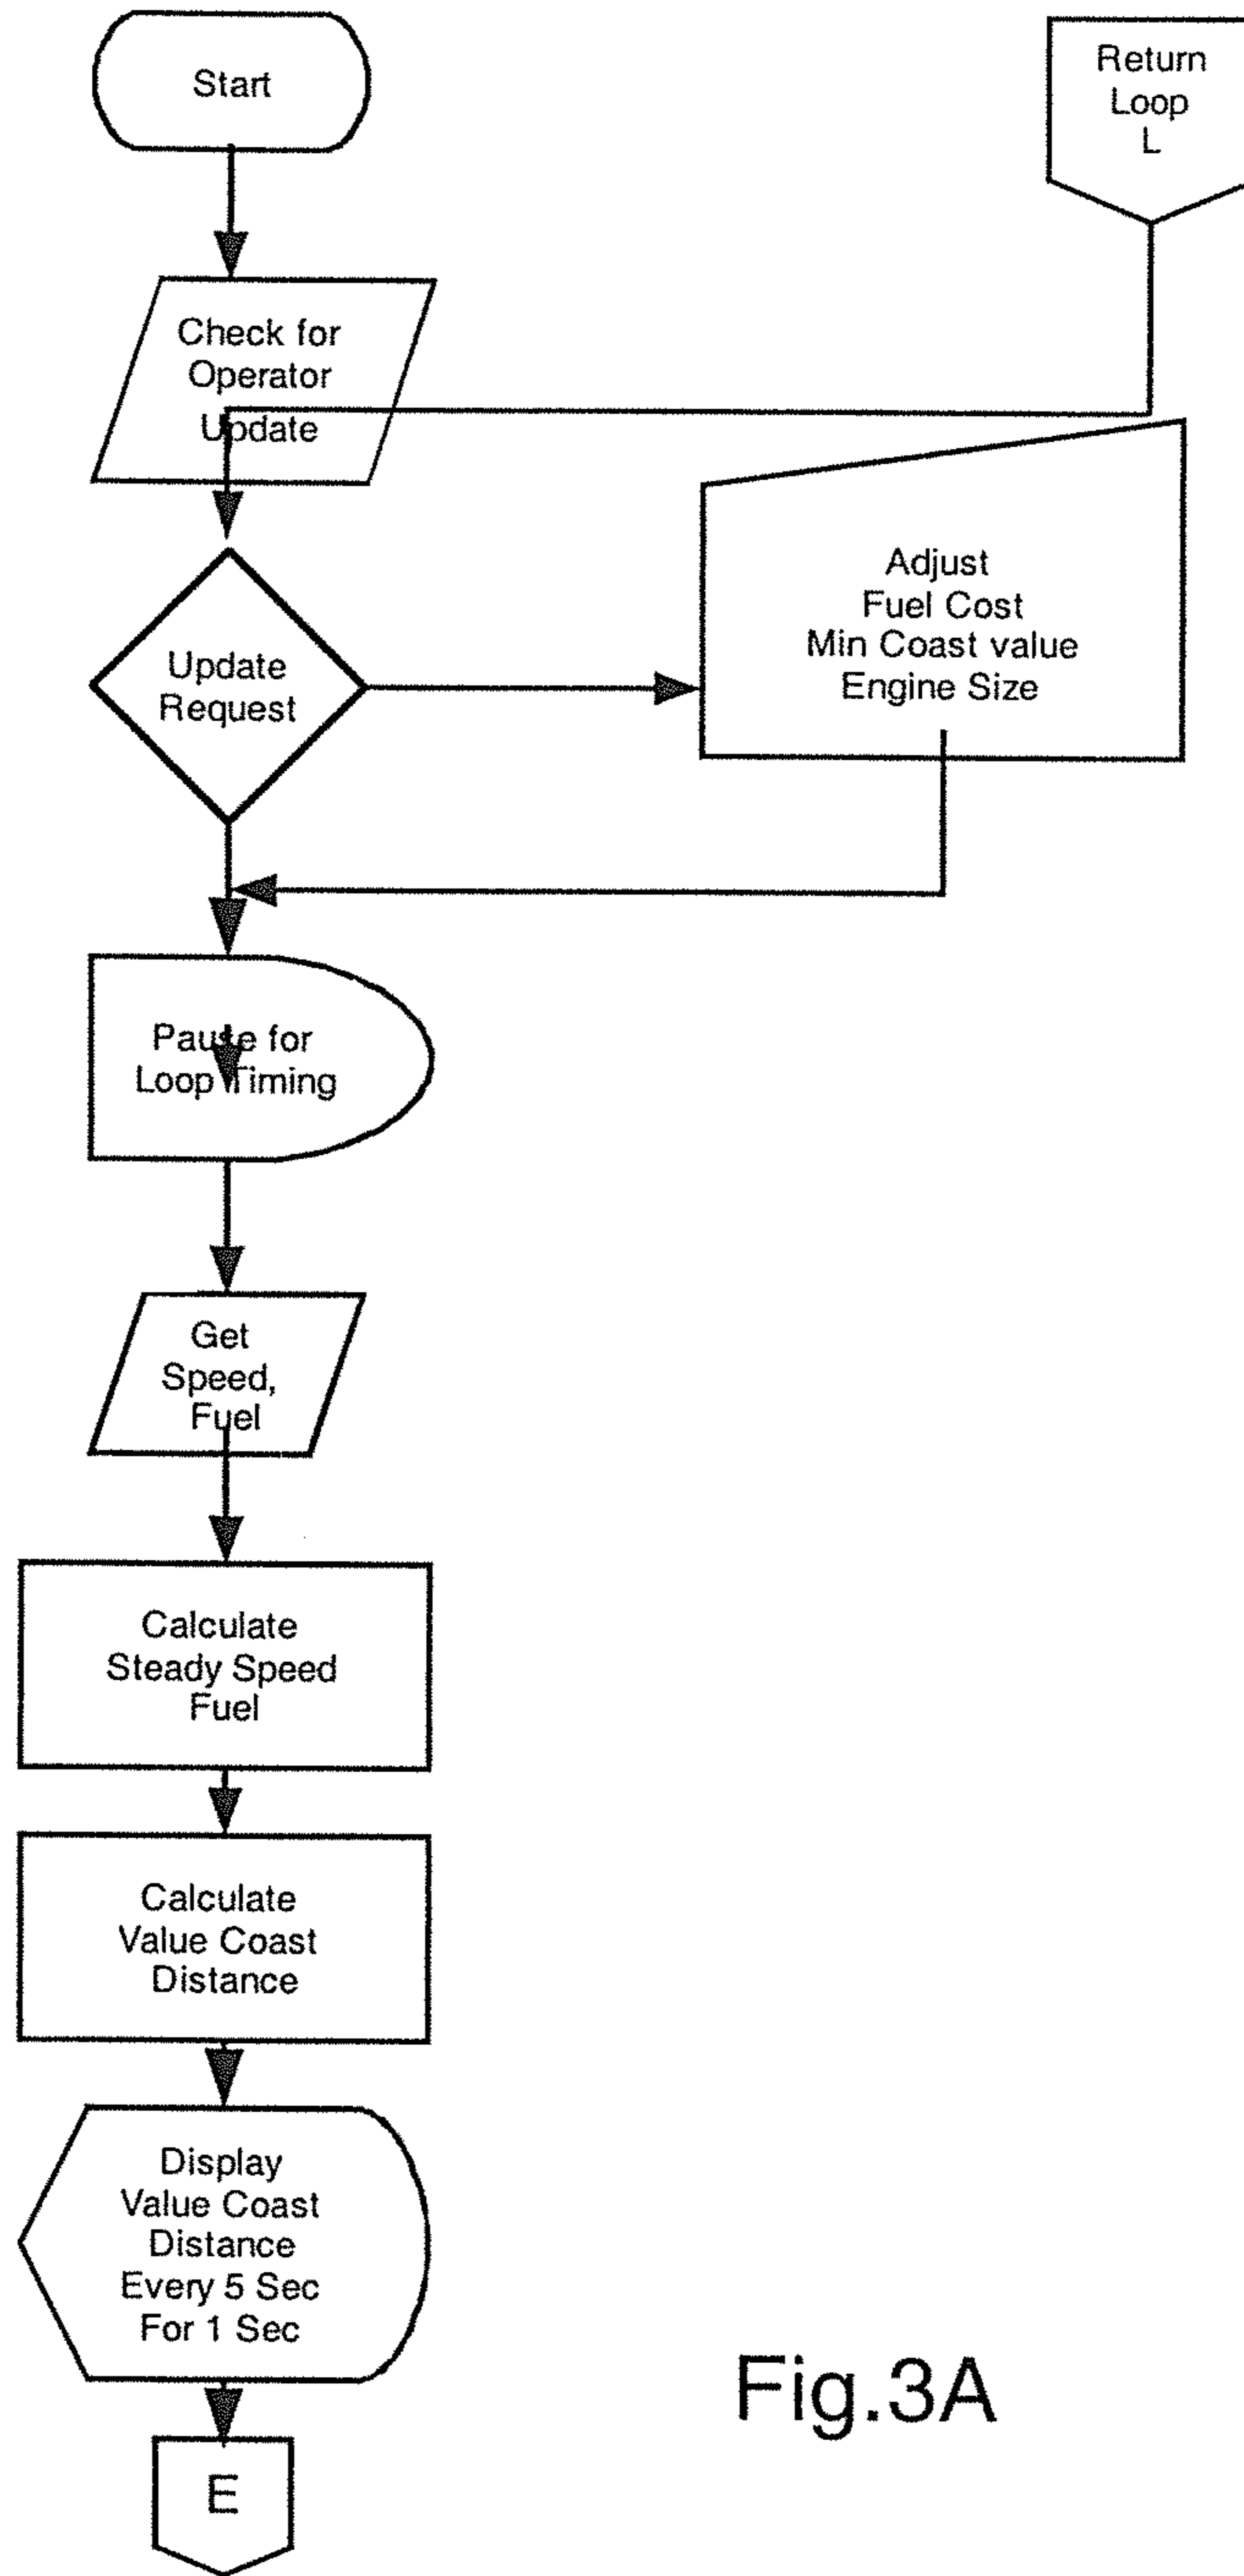 Start
Return
Loop
L
Check for
Operator
Update
Adjust
Fuel Cost
Min Coast value
Engine Size
Update
Request
Pause for
Loop Timing
Get
Speed,
Fuel
Calculate
Steady Speed
Fuel
Calculate
Value Coast
Distance
Display
Value Coast
Distance
Every 5 Sec
For 1 Sec
E
Fig.3A